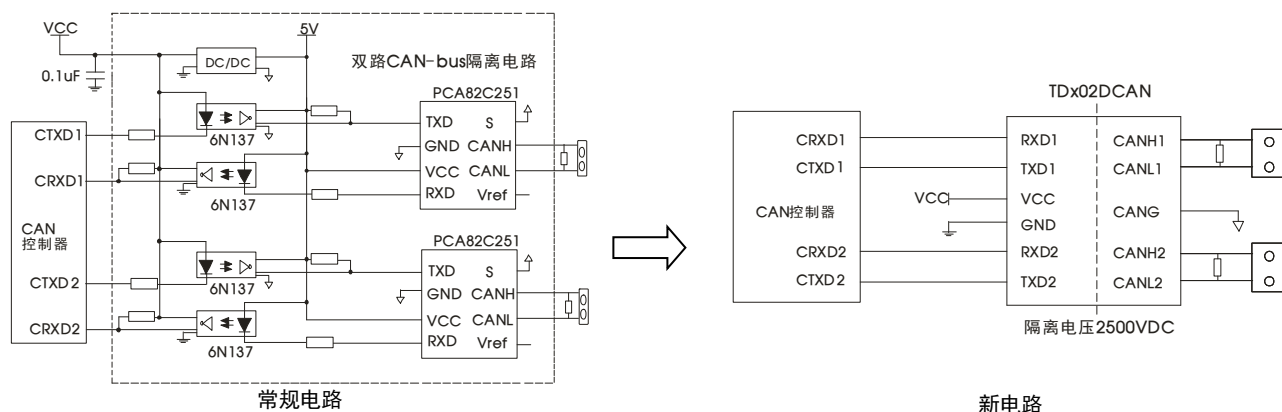 VCC
5V
0.1uF
DC/DC
双路CAN-bus隔离电路
PCA82C251
CTXD1
6N137
TXD
S
GND
CANH
CRXD1
VCC
CANL
6N137
RXD
Vref
CAN
控制器
PCA82C251
CTXD2
6N137
TXD
S
GND
CANH
CRXD2
VCC
CANL
6N137
RXD
Vref
常规电路
TDx02DCAN
CRXD1
RXD1
CANH1
CTXD1
TXD1
CANL1
VCC
VCC
CAN控制器
CANG
GND
CRXD2
RXD2
CANH2
CTXD2
TXD2
CANL2
隔离电压2500VDC
新电路